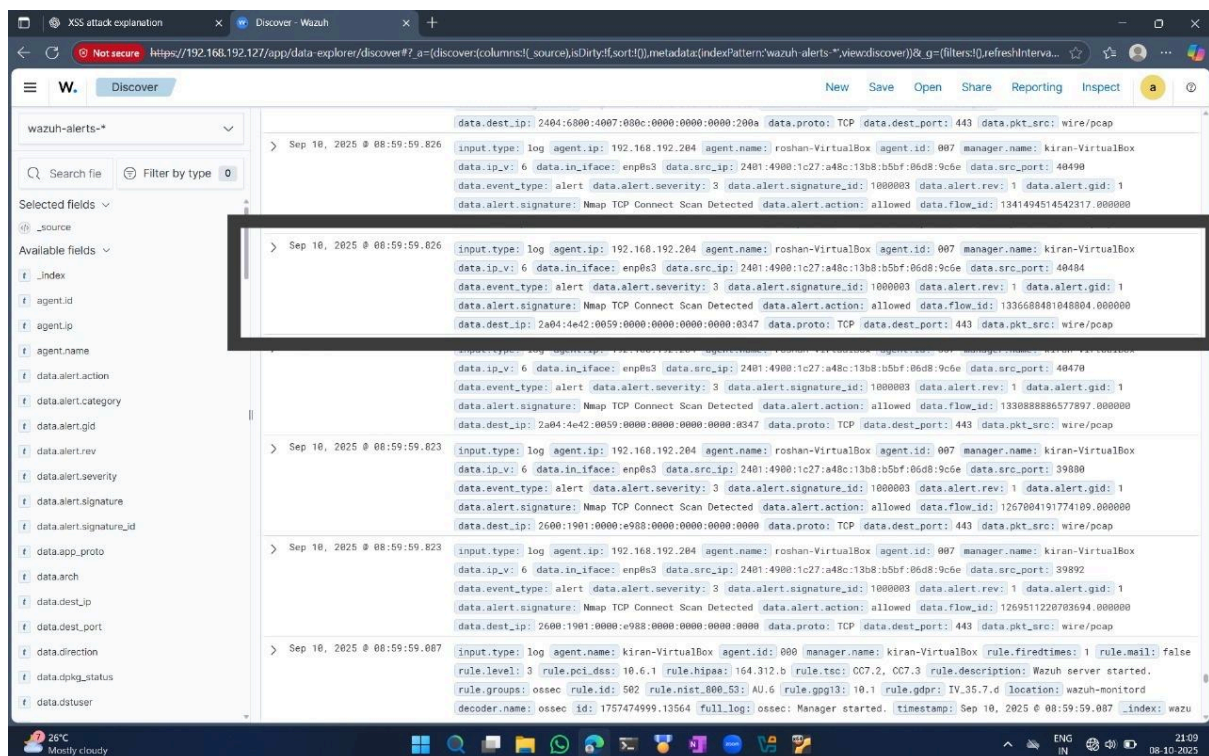 XSS attack explanation
Discover - Wazuh
Not secure https://192.168.192.127/app/data-explorer/discover#?_a=(discover:(columns:!(_source),isDirty:!f,sort:!()),metadata:(indexPattern:'wazuh-alerts-*',view:discover))&_g=(filters:!(),refreshInterva...
W. Discover New Save Open Share Reporting Inspect a
wazuh-alerts-*
Search fie Filter by type 0
Selected fields
_source
Available fields
_index
agent.id
agent.ip
agent.name
data.alert.action
data.alert.category
data.alert.gid
data.alert.rev
data.alert.severity
data.alert.signature
data.alert.signature_id
data.app_proto
data.arch
data.dest_ip
data.dest_port
data.direction
data.dpkg_status
data.dstuser
data.dest_ip: 2404:6800:4007:080c:0000:0000:0000:200a data.proto: TCP data.dest_port: 443 data.pkt_src: wire/pcap
Sep 10, 2025 @ 08:59:59.826 input.type: log agent.ip: 192.168.192.204 agent.name: roshan-VirtualBox agent.id: 007 manager.name: kiran-VirtualBox
data.ip_v: 6 data.in_iface: enp0s3 data.src_ip: 2401:4900:1c27:a48c:13b8:b5bf:06d8:9c6e data.src_port: 40490
data.event_type: alert data.alert.severity: 3 data.alert.signature_id: 1000003 data.alert.rev: 1 data.alert.gid: 1
data.alert.signature: Nmap TCP Connect Scan Detected data.alert.action: allowed data.flow_id: 1341494514542317.000000
Sep 10, 2025 @ 08:59:59.826 input.type: log agent.ip: 192.168.192.204 agent.name: roshan-VirtualBox agent.id: 007 manager.name: kiran-VirtualBox
data.ip_v: 6 data.in_iface: enp0s3 data.src_ip: 2401:4900:1c27:a48c:13b8:b5bf:06d8:9c6e data.src_port: 40484
data.event_type: alert data.alert.severity: 3 data.alert.signature_id: 1000003 data.alert.rev: 1 data.alert.gid: 1
data.alert.signature: Nmap TCP Connect Scan Detected data.alert.action: allowed data.flow_id: 1336688481048804.000000
data.dest_ip: 2a04:4e42:0059:0000:0000:0000:0000:0347 data.proto: TCP data.dest_port: 443 data.pkt_src: wire/pcap
data.ip_v: 6 data.in_iface: enp0s3 data.src_ip: 2401:4900:1c27:a48c:13b8:b5bf:06d8:9c6e data.src_port: 40470
data.event_type: alert data.alert.severity: 3 data.alert.signature_id: 1000003 data.alert.rev: 1 data.alert.gid: 1
data.alert.signature: Nmap TCP Connect Scan Detected data.alert.action: allowed data.flow_id: 1330888886577897.000000
data.dest_ip: 2a04:4e42:0059:0000:0000:0000:0000:0347 data.proto: TCP data.dest_port: 443 data.pkt_src: wire/pcap
Sep 10, 2025 @ 08:59:59.823 input.type: log agent.ip: 192.168.192.204 agent.name: roshan-VirtualBox agent.id: 007 manager.name: kiran-VirtualBox
data.ip_v: 6 data.in_iface: enp0s3 data.src_ip: 2401:4900:1c27:a48c:13b8:b5bf:06d8:9c6e data.src_port: 39880
data.event_type: alert data.alert.severity: 3 data.alert.signature_id: 1000003 data.alert.rev: 1 data.alert.gid: 1
data.alert.signature: Nmap TCP Connect Scan Detected data.alert.action: allowed data.flow_id: 1267004191774109.000000
data.dest_ip: 2600:1901:0000:e988:0000:0000:0000:0000 data.proto: TCP data.dest_port: 443 data.pkt_src: wire/pcap
Sep 10, 2025 @ 08:59:59.823 input.type: log agent.ip: 192.168.192.204 agent.name: roshan-VirtualBox agent.id: 007 manager.name: kiran-VirtualBox
data.ip_v: 6 data.in_iface: enp0s3 data.src_ip: 2401:4900:1c27:a48c:13b8:b5bf:06d8:9c6e data.src_port: 39892
data.event_type: alert data.alert.severity: 3 data.alert.signature_id: 1000003 data.alert.rev: 1 data.alert.gid: 1
data.alert.signature: Nmap TCP Connect Scan Detected data.alert.action: allowed data.flow_id: 1269511220703694.000000
data.dest_ip: 2600:1901:0000:e988:0000:0000:0000:0000 data.proto: TCP data.dest_port: 443 data.pkt_src: wire/pcap
Sep 10, 2025 @ 08:59:59.087 input.type: log agent.name: kiran-VirtualBox agent.id: 000 manager.name: kiran-VirtualBox rule.firedtimes: 1 rule.mail: false
rule.level: 3 rule.pci_dss: 10.6.1 rule.hipaa: 164.312.b rule.tsc: CC7.2, CC7.3 rule.description: Wazuh server started.
rule.groups: ossec rule.id: 502 rule.nist_800_53: AU.6 rule.gpg13: 10.1 rule.gdpr: IV_35.7.d location: wazuh-monitord
decoder.name: ossec id: 1757474999.13564 full_log: ossec: Manager started. timestamp: Sep 10, 2025 @ 08:59:59.087 _index: wazu
26°C
Mostly cloudy
ENG
IN
21:09
08-10-2025